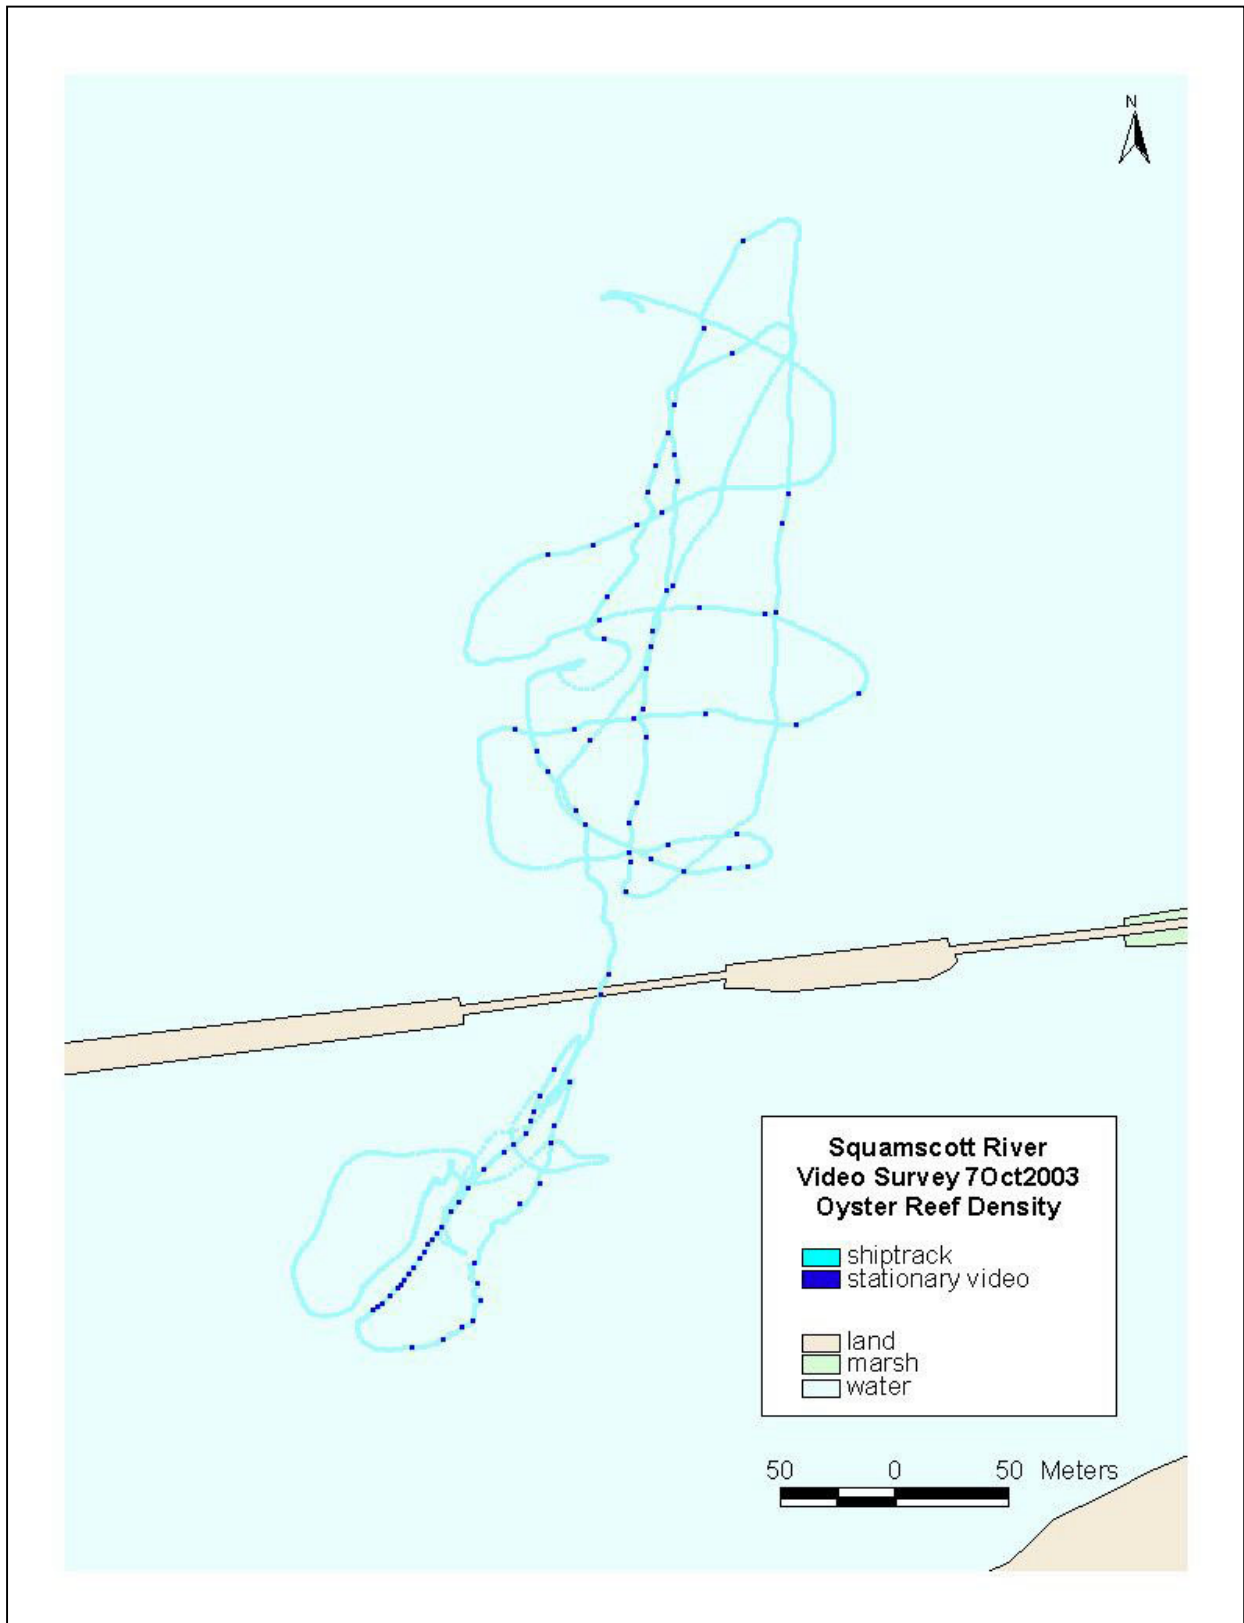 N
Squamscott River
Video Survey 7Oct2003
Oyster Reef Density
shiptrack
stationary video
land
marsh
water
50 0 50 Meters